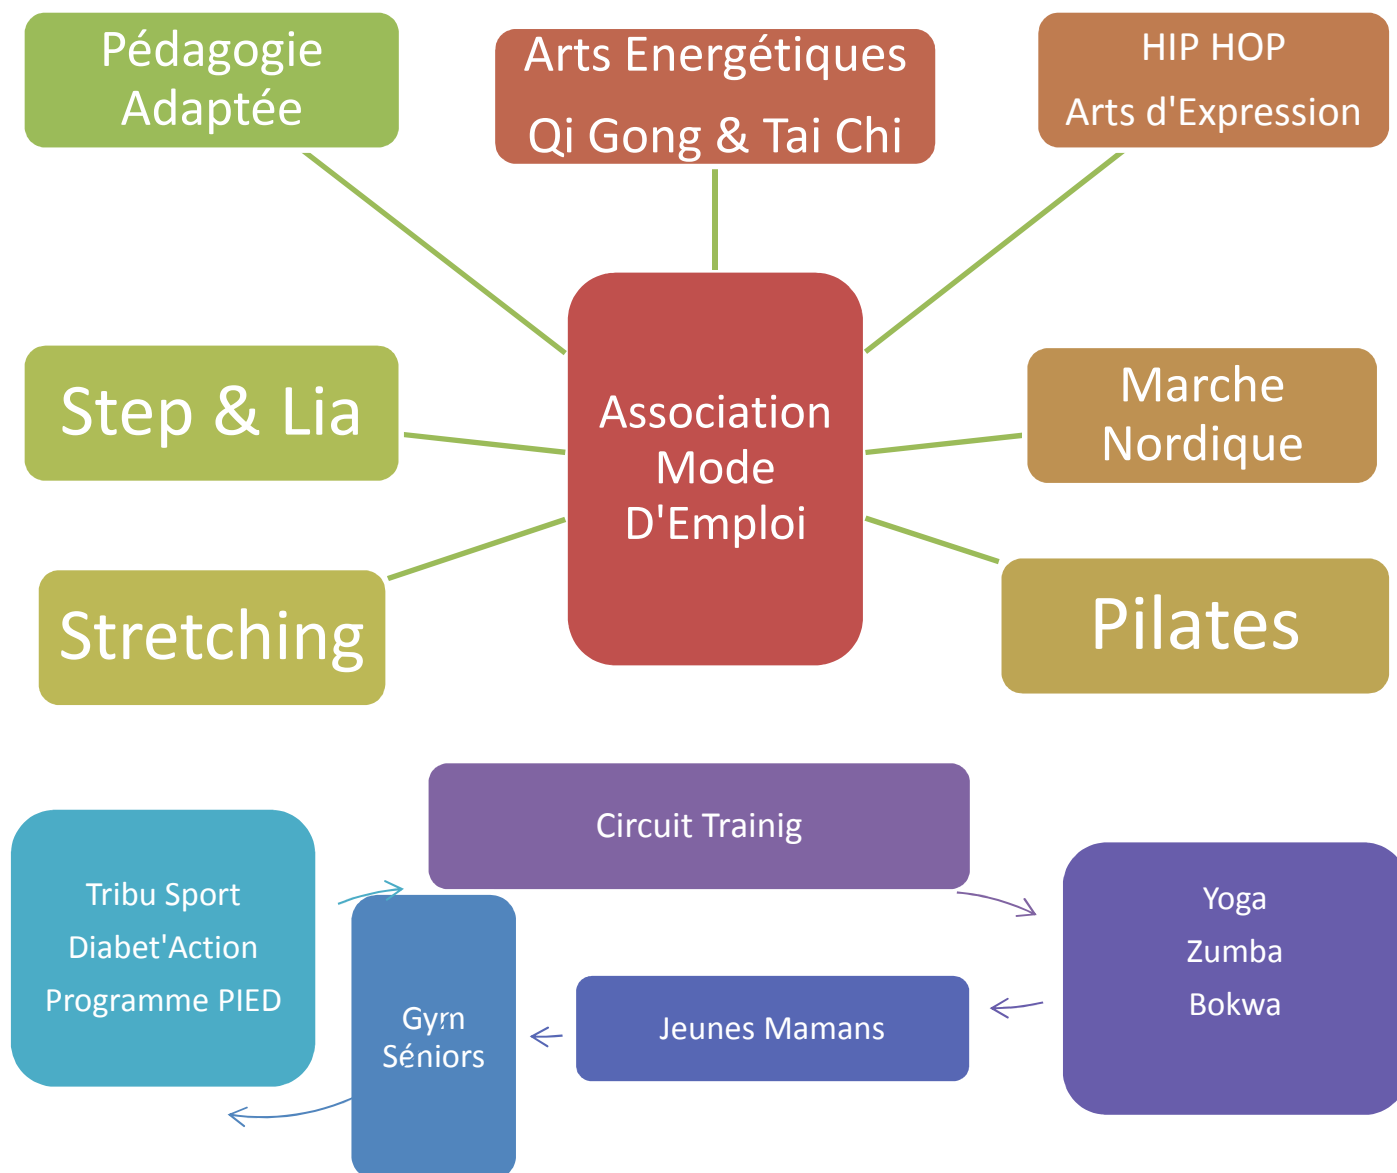 Pédagogie
Adaptée
Arts Energétiques
Qi Gong & Tai Chi
HIP HOP
Arts d'Expression
Step & Lia
Association
Mode
D'Emploi
Marche
Nordique
Stretching
Pilates
Circuit Trainig
Tribu Sport
Diabet'Action
Programme PIED
Yoga
Zumba
Bokwa
Gym
Séniors
Jeunes Mamans